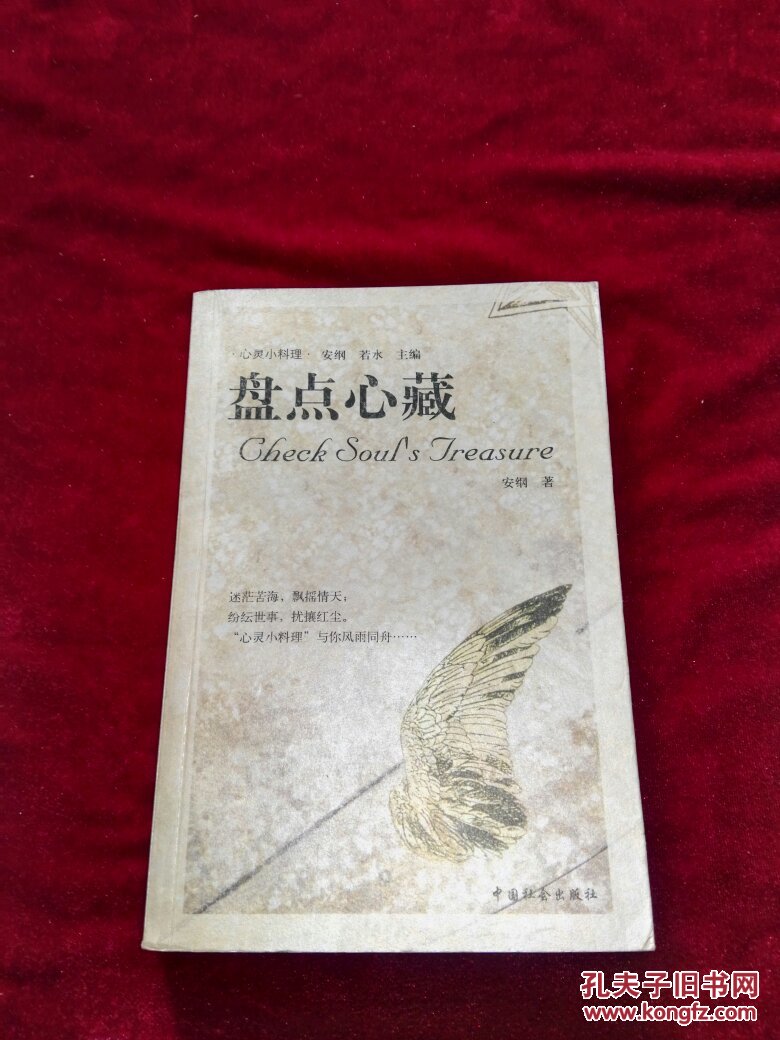 ·心灵小料理· 安纲 若水 主编
盘点心藏
Check Soul's Treasure
安纲 著
迷茫苦海，飘摇情天；
纷纭世事，扰攘红尘。
“心灵小料理”与你风雨同舟……
中国社会出版社
孔夫子旧书网
www.kongfz.com